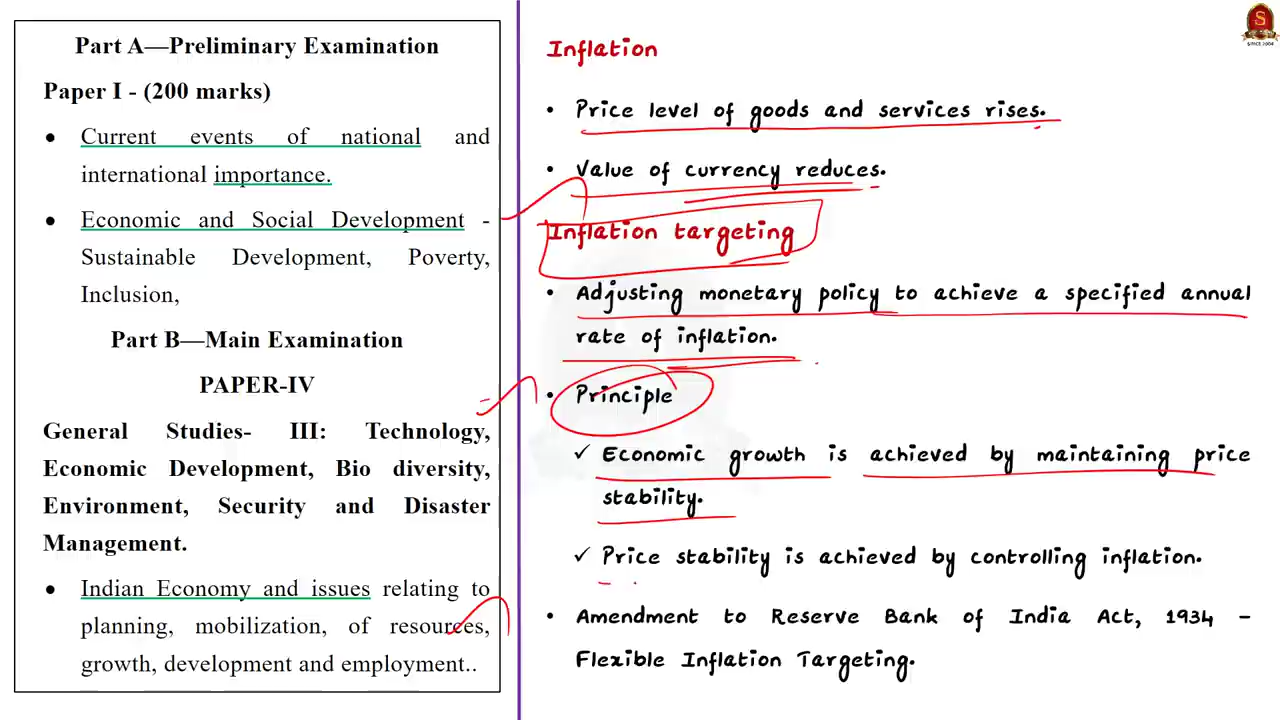 Part A—Preliminary Examination
Paper I - (200 marks)
• Current events of national and
international importance.
• Economic and Social Development -
Sustainable Development, Poverty,
Inclusion,
Part B—Main Examination
PAPER-IV
General Studies- III: Technology,
Economic Development, Bio diversity,
Environment, Security and Disaster
Management.
• Indian Economy and issues relating to
planning, mobilization, of resources,
growth, development and employment..
Inflation
• Price level of goods and services rises.
• Value of currency reduces.
Inflation targeting
• Adjusting monetary policy to achieve a specified annual
rate of inflation.
• Principle
✓ Economic growth is achieved by maintaining price
stability.
✓ Price stability is achieved by controlling inflation.
• Amendment to Reserve Bank of India Act, 1934 –
Flexible Inflation Targeting.
S
SINCE 2004